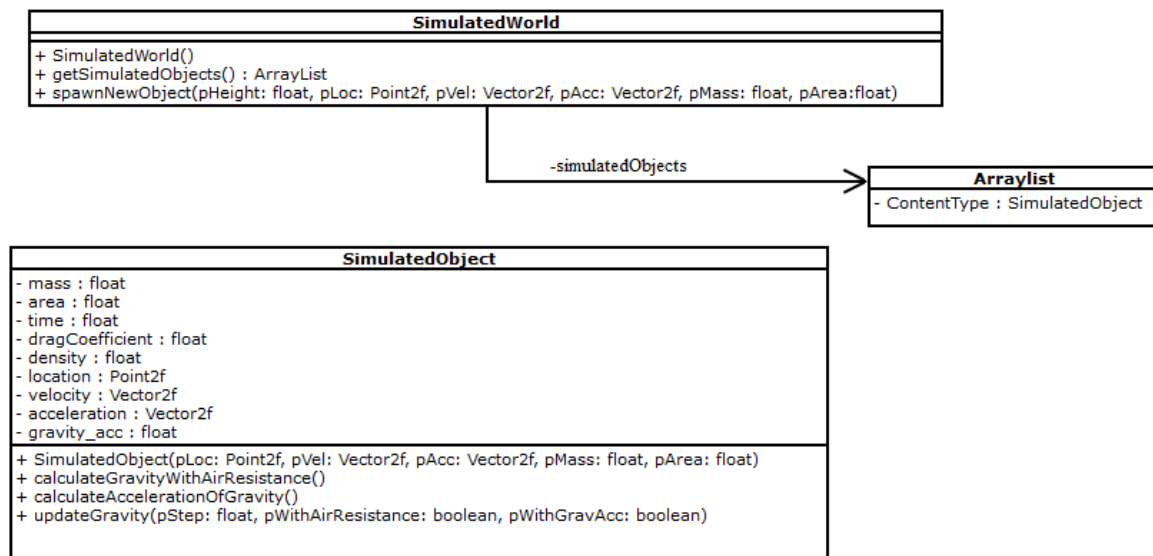 SimulatedWorld
+ SimulatedWorld()
+ getSimulatedObjects() : ArrayList
+ spawnNewObject(pHeight: float, pLoc: Point2f, pVel: Vector2f, pAcc: Vector2f, pMass: float, pArea:float)
-simulatedObjects
Arraylist
- ContentType : SimulatedObject
SimulatedObject
- mass : float
- area : float
- time : float
- dragCoefficient : float
- density : float
- location : Point2f
- velocity : Vector2f
- acceleration : Vector2f
- gravity_acc : float
+ SimulatedObject(pLoc: Point2f, pVel: Vector2f, pAcc: Vector2f, pMass: float, pArea: float)
+ calculateGravityWithAirResistance()
+ calculateAccelerationOfGravity()
+ updateGravity(pStep: float, pWithAirResistance: boolean, pWithGravAcc: boolean)